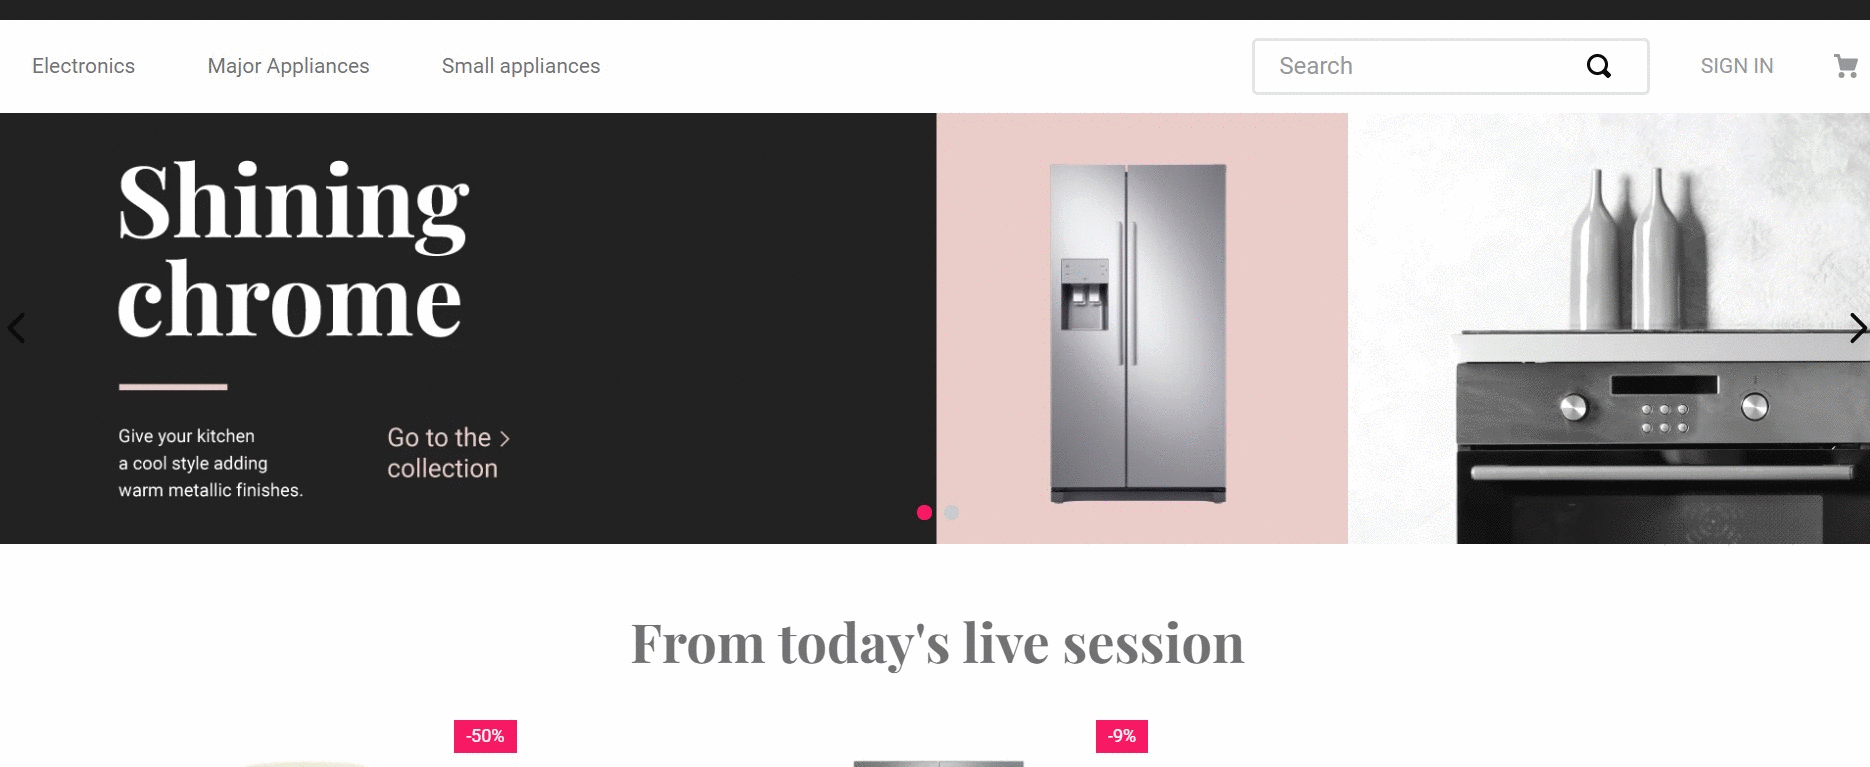 Electronics
Major Appliances
Small appliances
Search
SIGN IN
Shining
chrome
Give your kitchen
a cool style adding
warm metallic finishes.
Go to the
collection
From today's live session
-50%
-9%